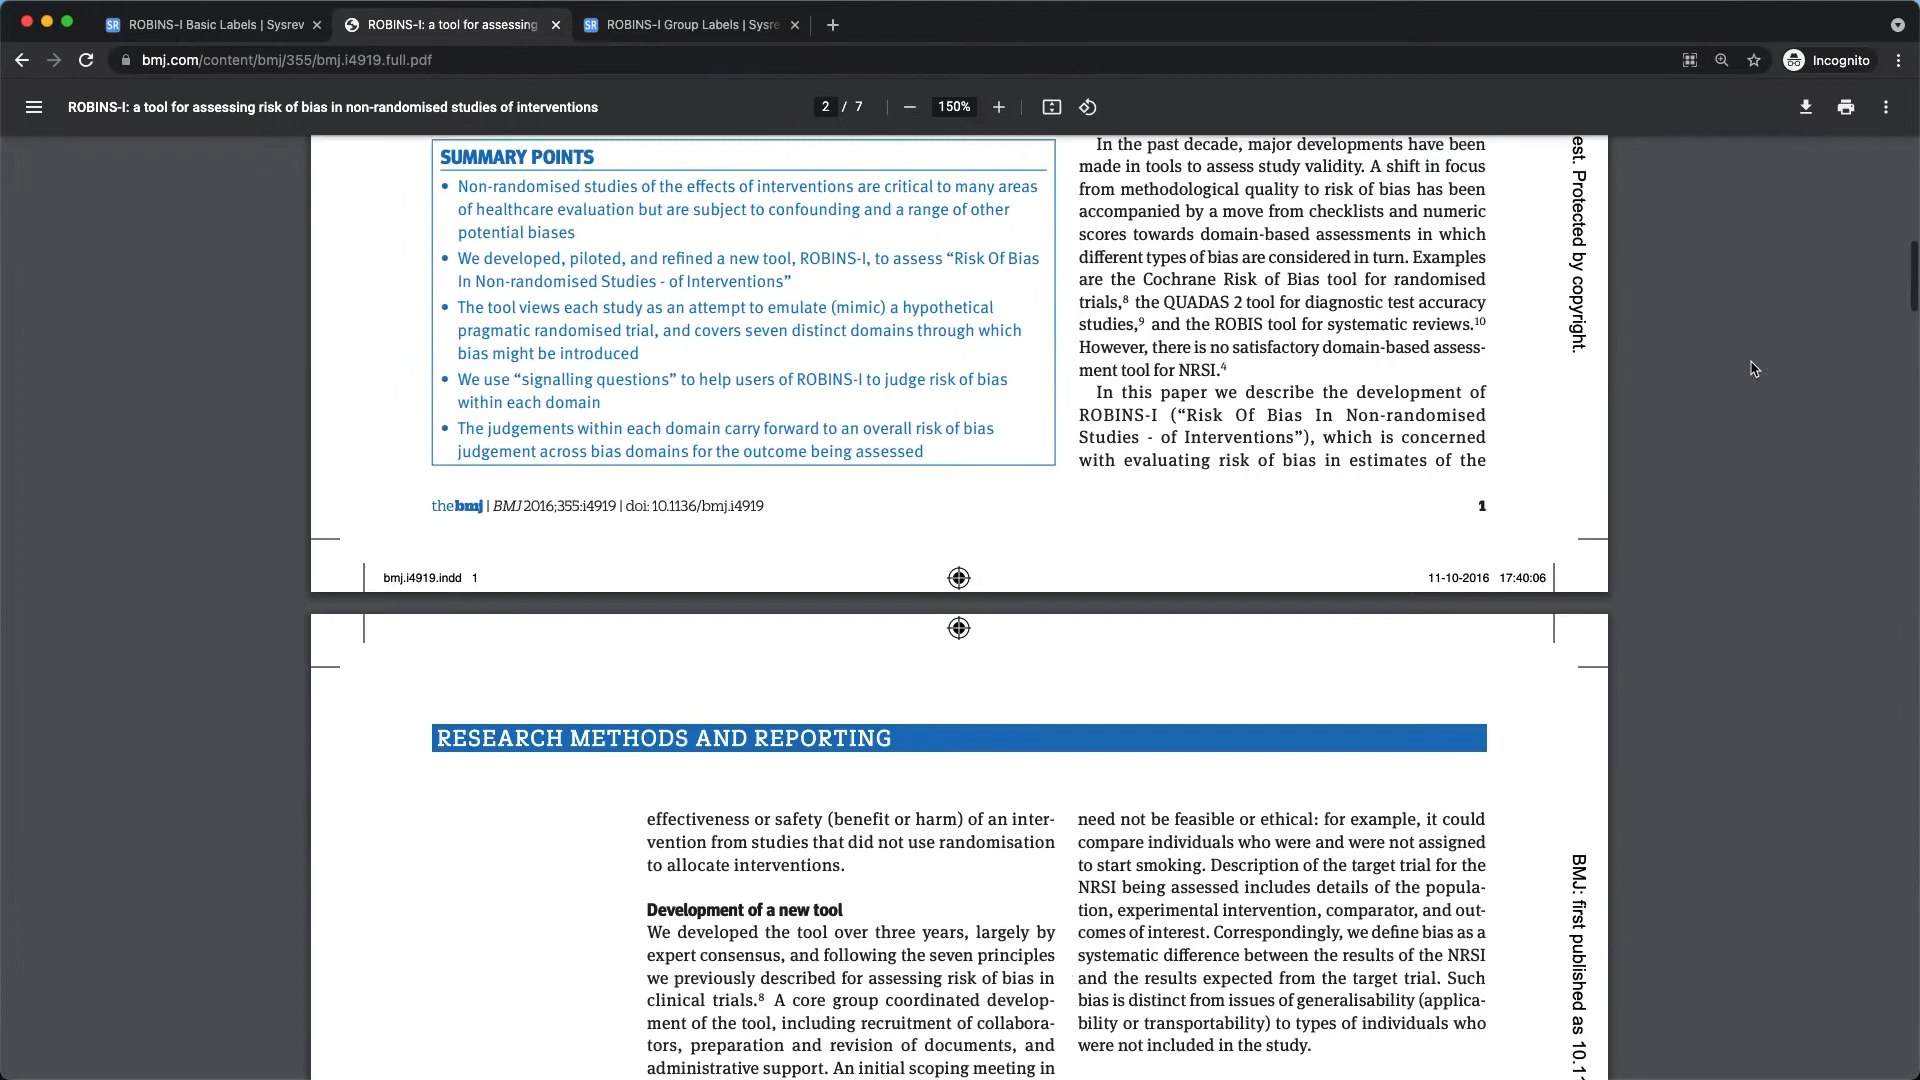 ROBINS-I Basic Labels | Sysrev
ROBINS-I: a tool for assessing
ROBINS-I Group Labels | Sysre
bmj.com/content/bmj/355/bmj.i4919.full.pdf
Incognito
ROBINS-I: a tool for assessing risk of bias in non-randomised studies of interventions
2 / 7
150%
SUMMARY POINTS
• Non-randomised studies of the effects of interventions are critical to many areas
of healthcare evaluation but are subject to confounding and a range of other
potential biases
• We developed, piloted, and refined a new tool, ROBINS-I, to assess “Risk Of Bias
In Non-randomised Studies - of Interventions”
• The tool views each study as an attempt to emulate (mimic) a hypothetical
pragmatic randomised trial, and covers seven distinct domains through which
bias might be introduced
• We use “signalling questions” to help users of ROBINS-I to judge risk of bias
within each domain
• The judgements within each domain carry forward to an overall risk of bias
judgement across bias domains for the outcome being assessed
In the past decade, major developments have been
made in tools to assess study validity. A shift in focus
from methodological quality to risk of bias has been
accompanied by a move from checklists and numeric
scores towards domain-based assessments in which
different types of bias are considered in turn. Examples
are the Cochrane Risk of Bias tool for randomised
trials,⁸ the QUADAS 2 tool for diagnostic test accuracy
studies,⁹ and the ROBIS tool for systematic reviews.¹⁰
However, there is no satisfactory domain-based assess-
ment tool for NRSI.⁴
In this paper we describe the development of
ROBINS-I (“Risk Of Bias In Non-randomised
Studies - of Interventions”), which is concerned
with evaluating risk of bias in estimates of the
est. Protected by copyright.
thebmj | BMJ 2016;355:i4919 | doi: 10.1136/bmj.i4919
1
bmj.i4919.indd 1
11-10-2016 17:40:06
RESEARCH METHODS AND REPORTING
effectiveness or safety (benefit or harm) of an inter-
vention from studies that did not use randomisation
to allocate interventions.
Development of a new tool
We developed the tool over three years, largely by
expert consensus, and following the seven principles
we previously described for assessing risk of bias in
clinical trials.⁸ A core group coordinated develop-
ment of the tool, including recruitment of collabora-
tors, preparation and revision of documents, and
administrative support. An initial scoping meeting in
need not be feasible or ethical: for example, it could
compare individuals who were and were not assigned
to start smoking. Description of the target trial for the
NRSI being assessed includes details of the popula-
tion, experimental intervention, comparator, and out-
comes of interest. Correspondingly, we define bias as a
systematic difference between the results of the NRSI
and the results expected from the target trial. Such
bias is distinct from issues of generalisability (applica-
bility or transportability) to types of individuals who
were not included in the study.
BMJ: first published as 10.1